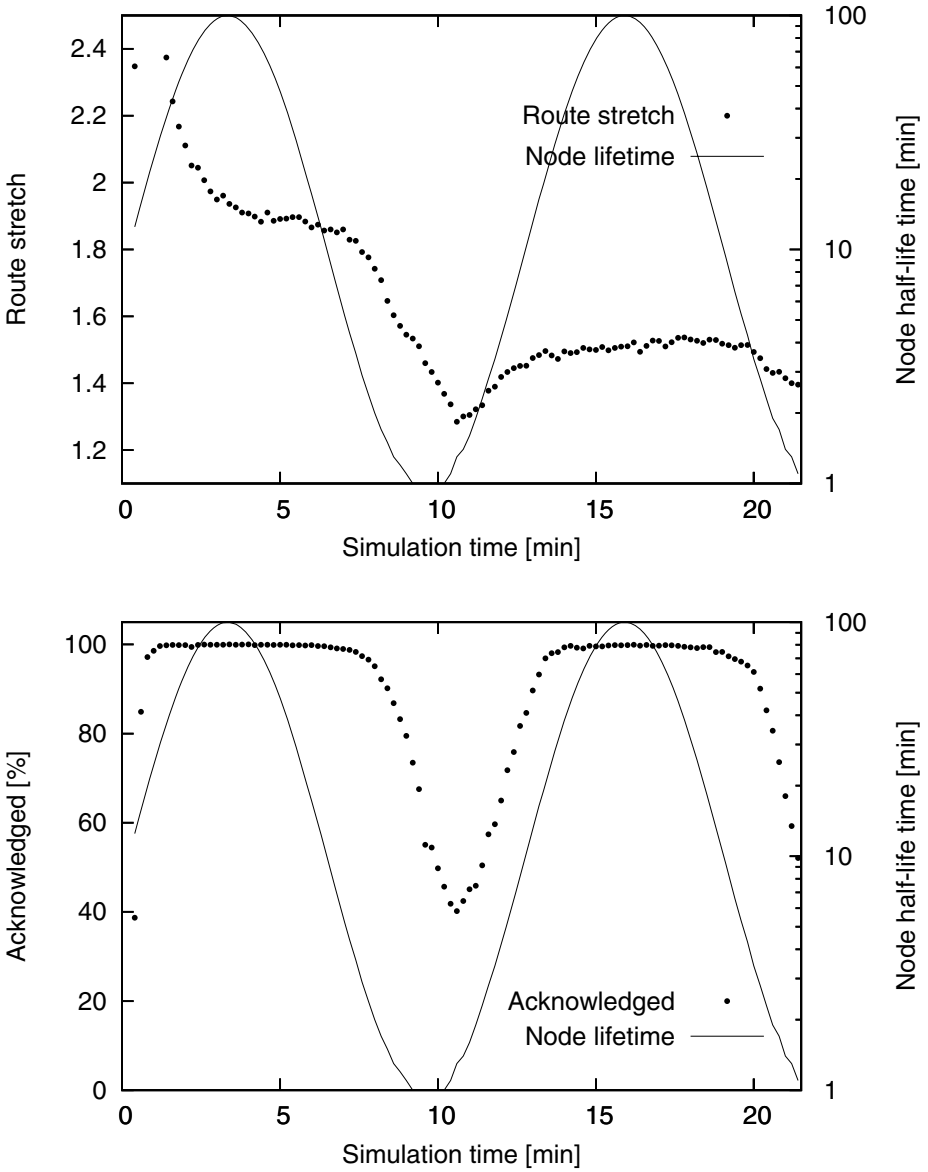 Route stretch
2.4
2.2
2
1.8
1.6
1.4
1.2
0
5
10
15
20
Simulation time [min]
100
10
1
Node half-life time [min]
Route stretch
Node lifetime
Acknowledged [%]
100
80
60
40
20
0
0
5
10
15
20
Simulation time [min]
100
10
1
Node half-life time [min]
Acknowledged
Node lifetime